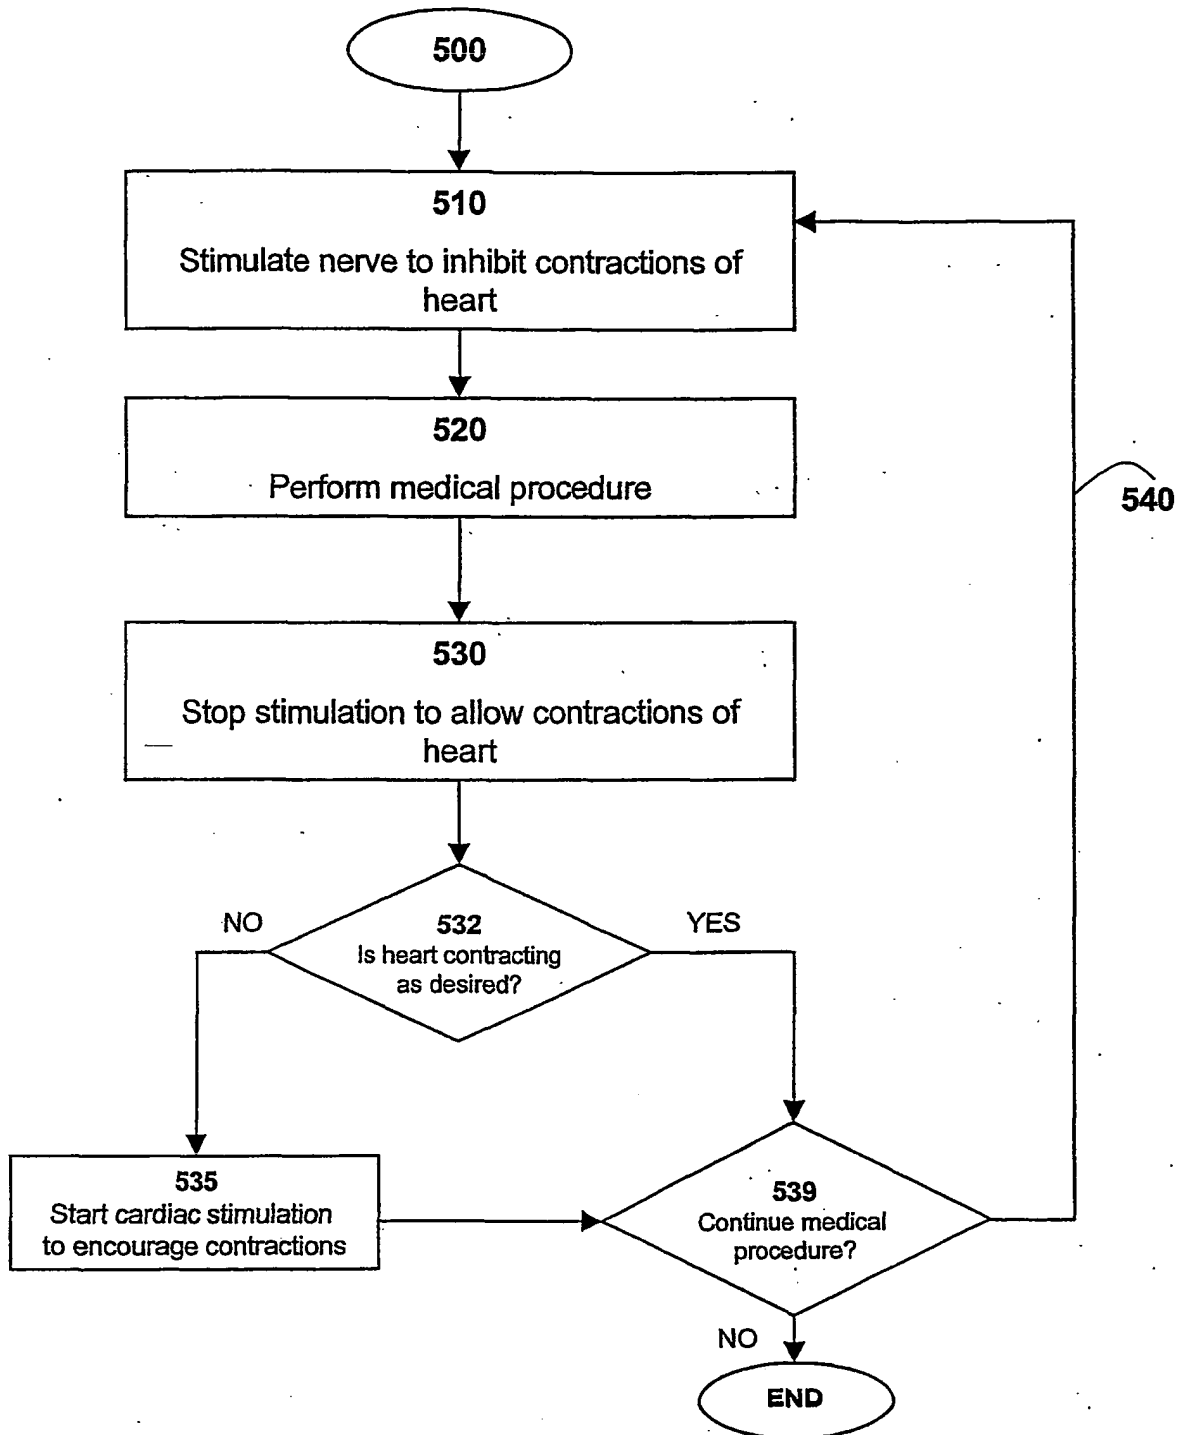 500
510
Stimulate nerve to inhibit contractions of
heart
520
Perform medical procedure
540
530
Stop stimulation to allow contractions of
heart
NO
532
YES
Is heart contracting
as desired?
535
Start cardiac stimulation
to encourage contractions
539
Continue medical
procedure?
NO
END